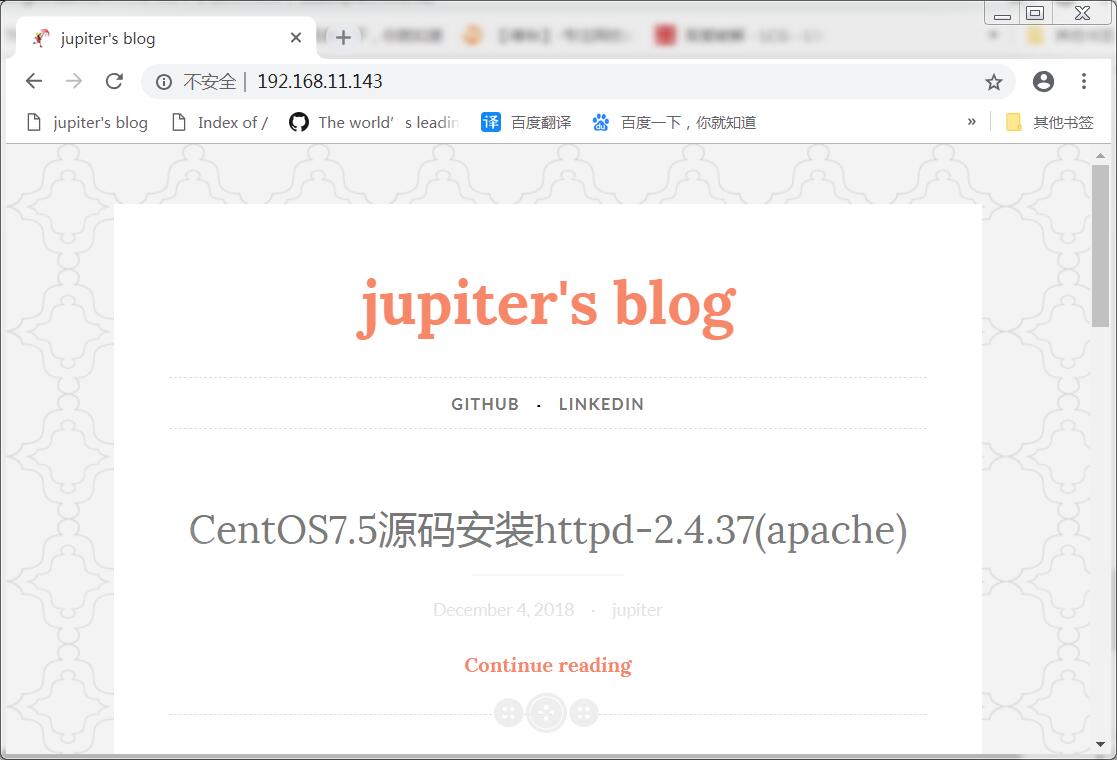 jupiter's blog
不安全 | 192.168.11.143
jupiter's blog Index of / The world's leadin 百度翻译 百度一下，你就知道 » 其他书签
jupiter's blog
GITHUB · LINKEDIN
CentOS7.5源码安装httpd-2.4.37(apache)
December 4, 2018 · jupiter
Continue reading